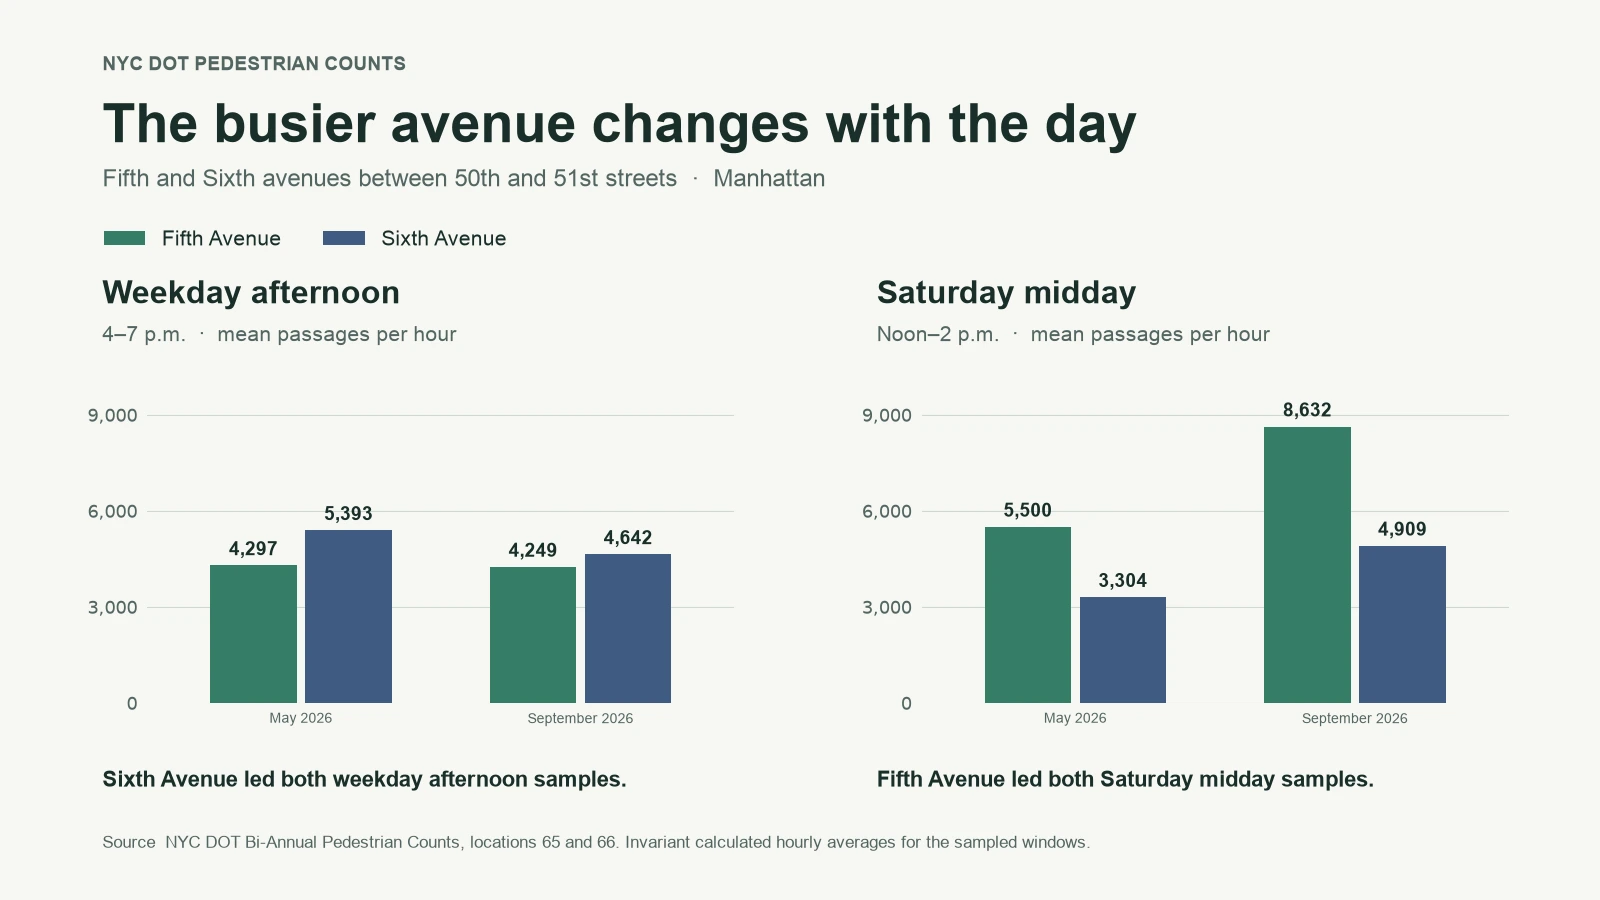 NYC DOT PEDESTRIAN COUNTS
The busier avenue changes with the day
Fifth and Sixth avenues between 50th and 51st streets · Manhattan
Fifth Avenue
Sixth Avenue
Weekday afternoon
4–7 p.m. · mean passages per hour
9,000
6,000
3,000
0
4,297
5,393
4,249
4,642
May 2026
September 2026
Sixth Avenue led both weekday afternoon samples.
Saturday midday
Noon–2 p.m. · mean passages per hour
9,000
6,000
3,000
0
5,500
3,304
8,632
4,909
May 2026
September 2026
Fifth Avenue led both Saturday midday samples.
Source NYC DOT Bi-Annual Pedestrian Counts, locations 65 and 66. Invariant calculated hourly averages for the sampled windows.